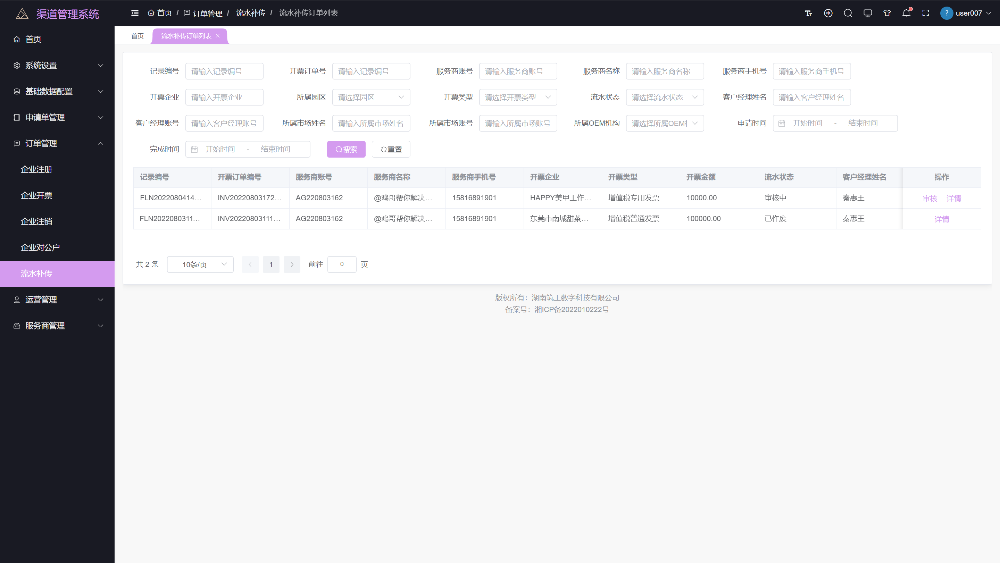 渠道管理系统
首页 / 订单管理 / 流水补传 / 流水补传订单列表
user007
首页
系统设置
基础数据配置
申请单管理
订单管理
企业注册
企业开票
企业注销
企业对公户
流水补传
运营管理
服务商管理
首页 流水补传订单列表
记录编号 请输入记录编号 开票订单号 请输入记录编号 服务商账号 请输入服务商账号 服务商名称 请输入服务商名称 服务商手机号 请输入服务商手机号
开票企业 请输入开票企业 所属园区 请选择园区 开票类型 请选择开票类型 流水状态 请选择流水状态 客户经理姓名 请输入客户经理姓名
客户经理账号 请输入客户经理账号 所属市场姓名 请输入所属市场姓名 所属市场账号 请输入所属市场账号 所属OEM机构 请选择所属OEM 申请时间 开始时间 - 结束时间
完成时间 开始时间 - 结束时间 搜索 重置
记录编号 开票订单编号 服务商账号 服务商名称 服务商手机号 开票企业 开票类型 开票金额 流水状态 客户经理姓名 操作
FLN2022080414... INV20220803172... AG220803162 @鸡哥帮你解决... 15816891901 HAPPY美甲工作... 增值税专用发票 10000.00 审核中 秦惠王 审核 详情
FLN2022080311... INV20220803111... AG220803162 @鸡哥帮你解决... 15816891901 东莞市南城甜茶... 增值税普通发票 100000.00 已作废 秦惠王 详情
共 2 条 10条/页 1 前往 0 页
版权所有：湖南筑工数字科技有限公司
备案号：湘ICP备2022010222号